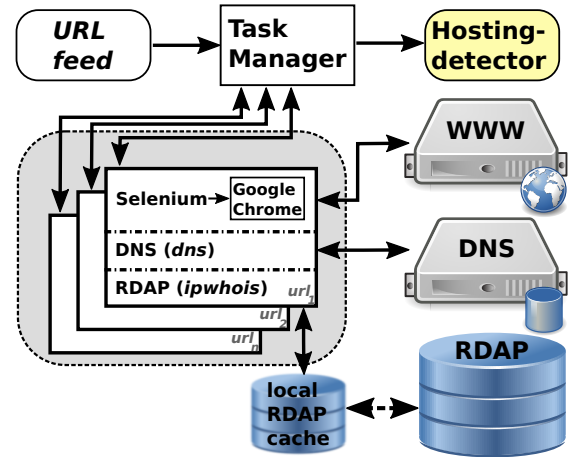 URL
feed
Task
Manager
Hosting-
detector
WWW
Selenium
Google
Chrome
DNS (dns)
DNS
RDAP (ipwhois)
url1
url2
urln
RDAP
local
RDAP
cache